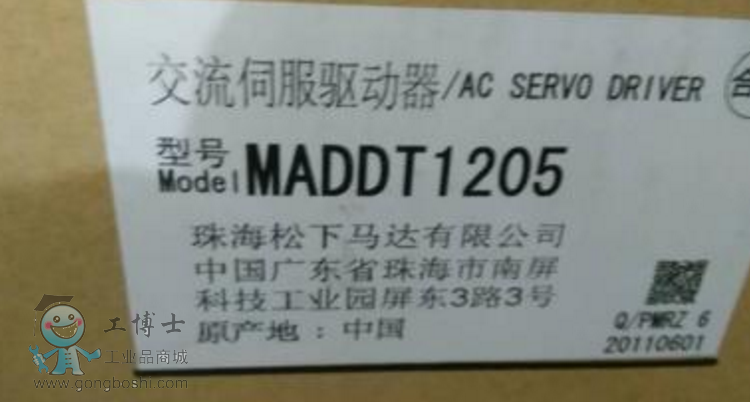 交流伺服驱动器/AC SERVO DRIVER 合
型号
Model MADDT1205
珠海松下马达有限公司
中国广东省珠海市南屏
科技工业园屏东3路3号
原产地：中国
Q/PMRZ 6
20110601
工博士
工业品商城
www.gongboshi.com